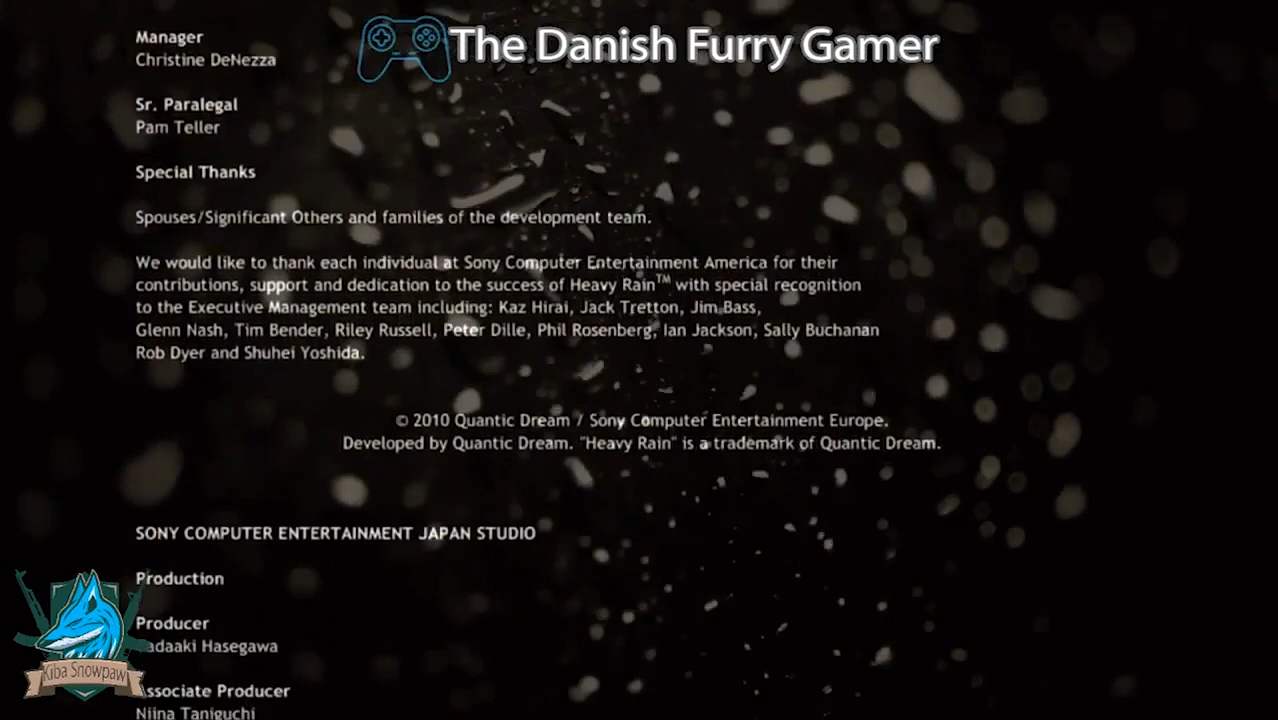 The Danish Furry Gamer
Manager
Christine DeNezza
Sr. Paralegal
Pam Teller
Special Thanks
Spouses/Significant Others and families of the development team.
We would like to thank each individual at Sony Computer Entertainment America for their
contributions, support and dedication to the success of Heavy Rain™ with special recognition
to the Executive Management team including: Kaz Hirai, Jack Tretton, Jim Bass,
Glenn Nash, Tim Bender, Riley Russell, Peter Dille, Phil Rosenberg, Ian Jackson, Sally Buchanan
Rob Dyer and Shuhei Yoshida.
© 2010 Quantic Dream / Sony Computer Entertainment Europe.
Developed by Quantic Dream. "Heavy Rain" is a trademark of Quantic Dream.
SONY COMPUTER ENTERTAINMENT JAPAN STUDIO
Production
Producer
adaaki Hasegawa
ssociate Producer
Niina Taniguchi
Kiba Snowpaw